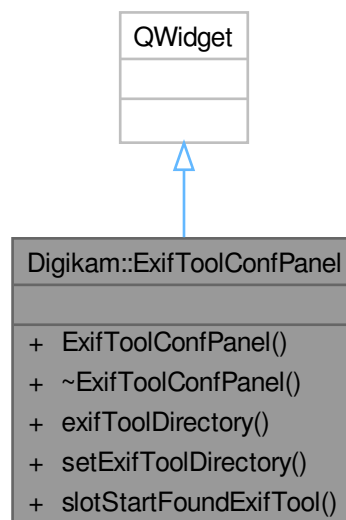 QWidget
Digikam::ExifToolConfPanel
+ ExifToolConfPanel()
+ ~ExifToolConfPanel()
+ exifToolDirectory()
+ setExifToolDirectory()
+ slotStartFoundExifTool()